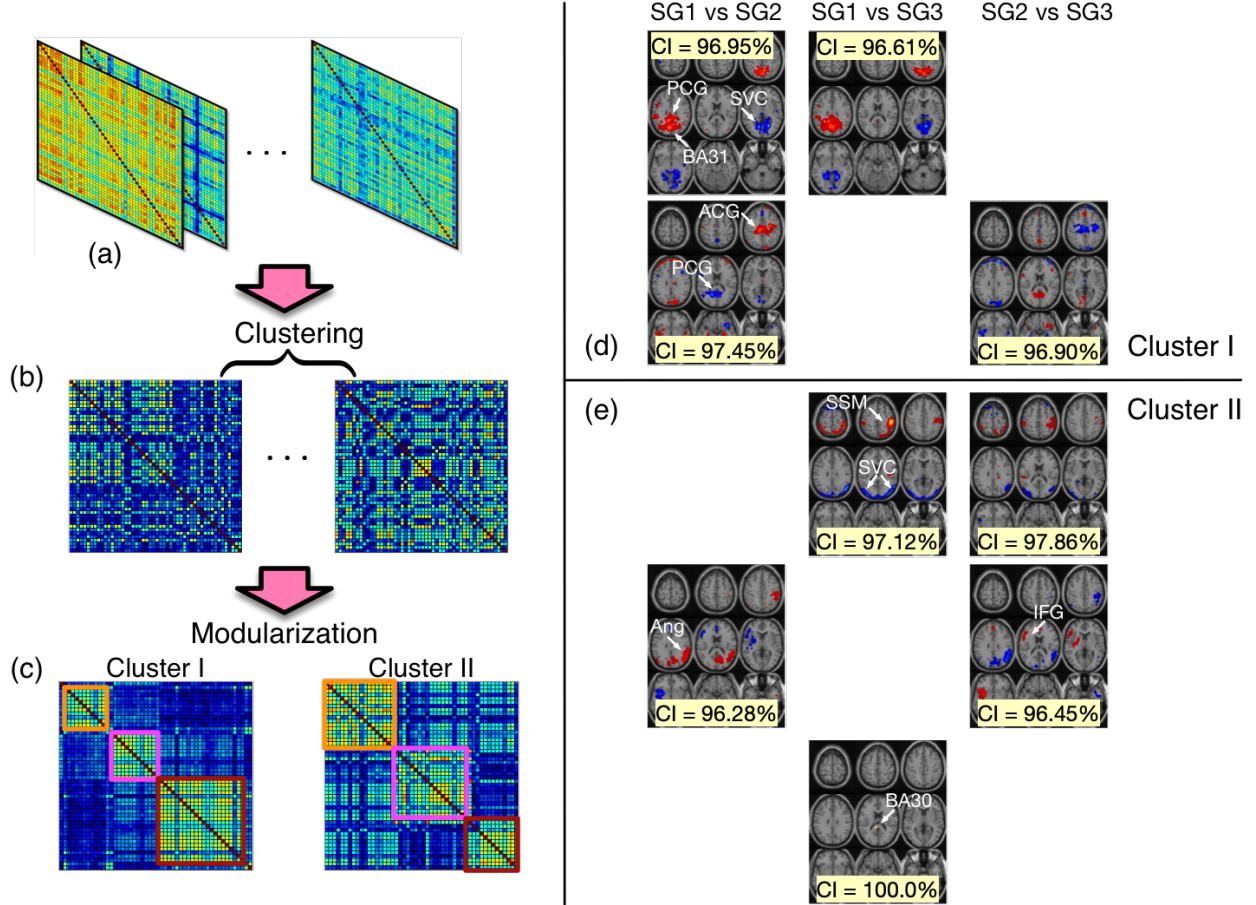 (a)
. . .
Clustering
(b)
. . .
Modularization
(c)
Cluster I
Cluster II
SG1 vs SG2
SG1 vs SG3
SG2 vs SG3
CI = 96.95%
CI = 96.61%
PCG
SVC
BA31
ACG
PCG
CI = 97.45%
CI = 96.90%
(d)
Cluster I
(e)
Cluster II
SSM
SVC
CI = 97.12%
CI = 97.86%
Ang
IFG
CI = 96.28%
CI = 96.45%
BA30
CI = 100.0%